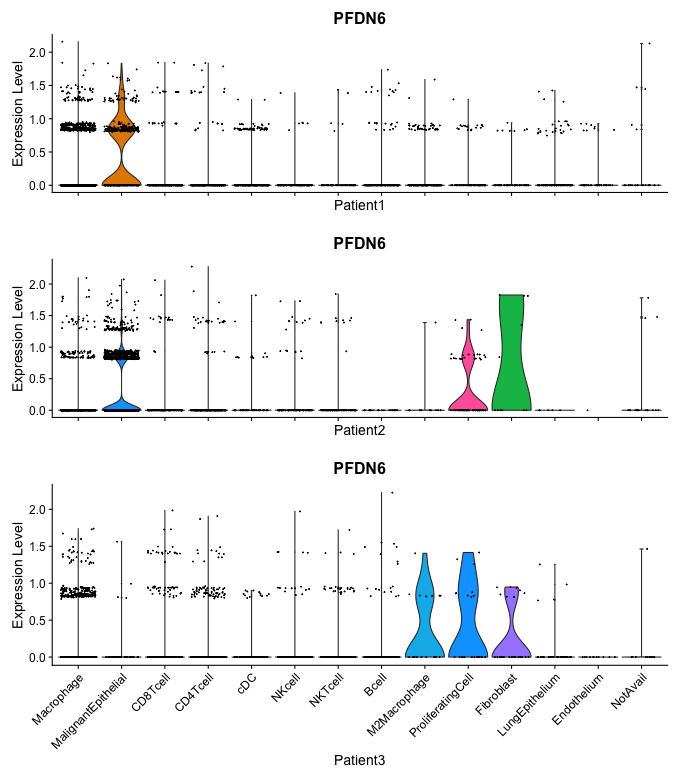 PFDN6
Expression Level
2.0
1.5
1.0
0.5
0.0
Patient1
PFDN6
Expression Level
2.0
1.5
1.0
0.5
0.0
Patient2
PFDN6
Expression Level
2.0
1.5
1.0
0.5
0.0
Macrophage
MalignantEpithelial
CD8Tcell
CD4Tcell
cDC
NKcell
NKTcell
Bcell
M2Macrophage
ProliferatingCell
Fibroblast
LungEpithelium
Endothelium
NotAvail
Patient3